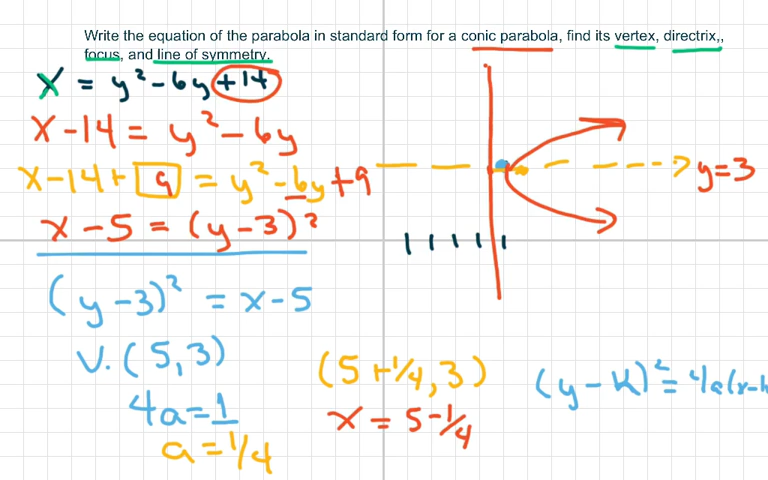 Write the equation of the parabola in standard form for a conic parabola, find its vertex, directrix,,
focus, and line of symmetry.
x = y² - 6y + 14
x - 14 = y² - 6y
x - 14 + 9 = y² - 6y + 9
y = 3
x - 5 = (y - 3)²
(y - 3)² = x - 5
V. (5, 3)
(5 + 1/4, 3)
(y - k)² = 4a(x - h
4a = 1
x = 5 - 1/4
a = 1/4